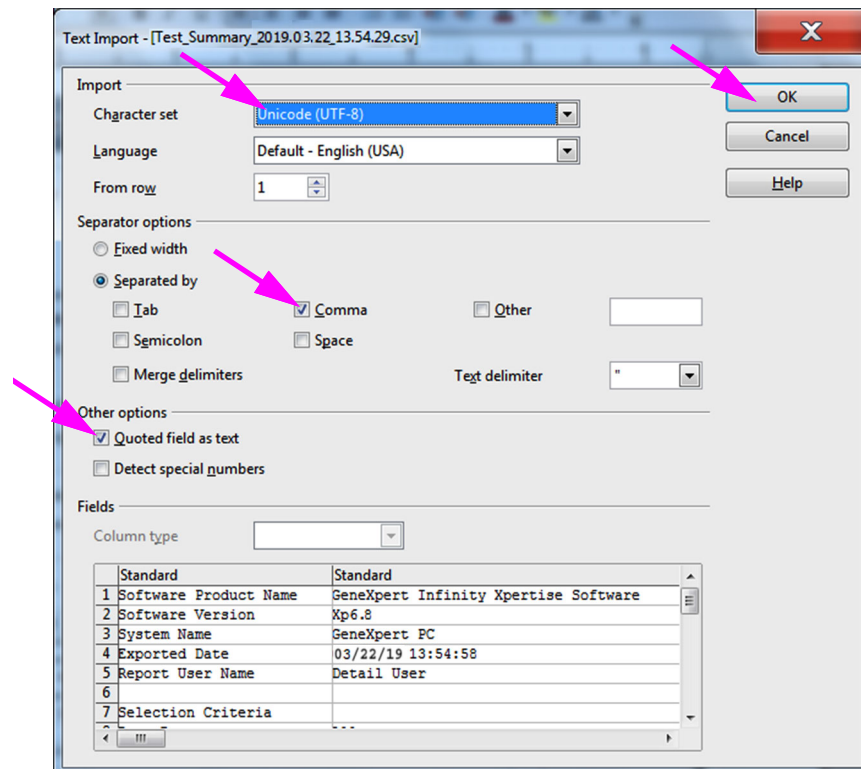 Text Import - [Test_Summary_2019.03.22_13.54.29.csv]
Import
Character set Unicode (UTF-8)
Language Default - English (USA)
From row 1
OK
Cancel
Help
Separator options
Fixed width
Separated by
Tab Comma Other
Semicolon Space
Merge delimiters Text delimiter "
Other options
Quoted field as text
Detect special numbers
Fields
Column type
Standard Standard
1 Software Product Name GeneXpert Infinity Xpertise Software
2 Software Version Xp6.8
3 System Name GeneXpert PC
4 Exported Date 03/22/19 13:54:58
5 Report User Name Detail User
6
7 Selection Criteria